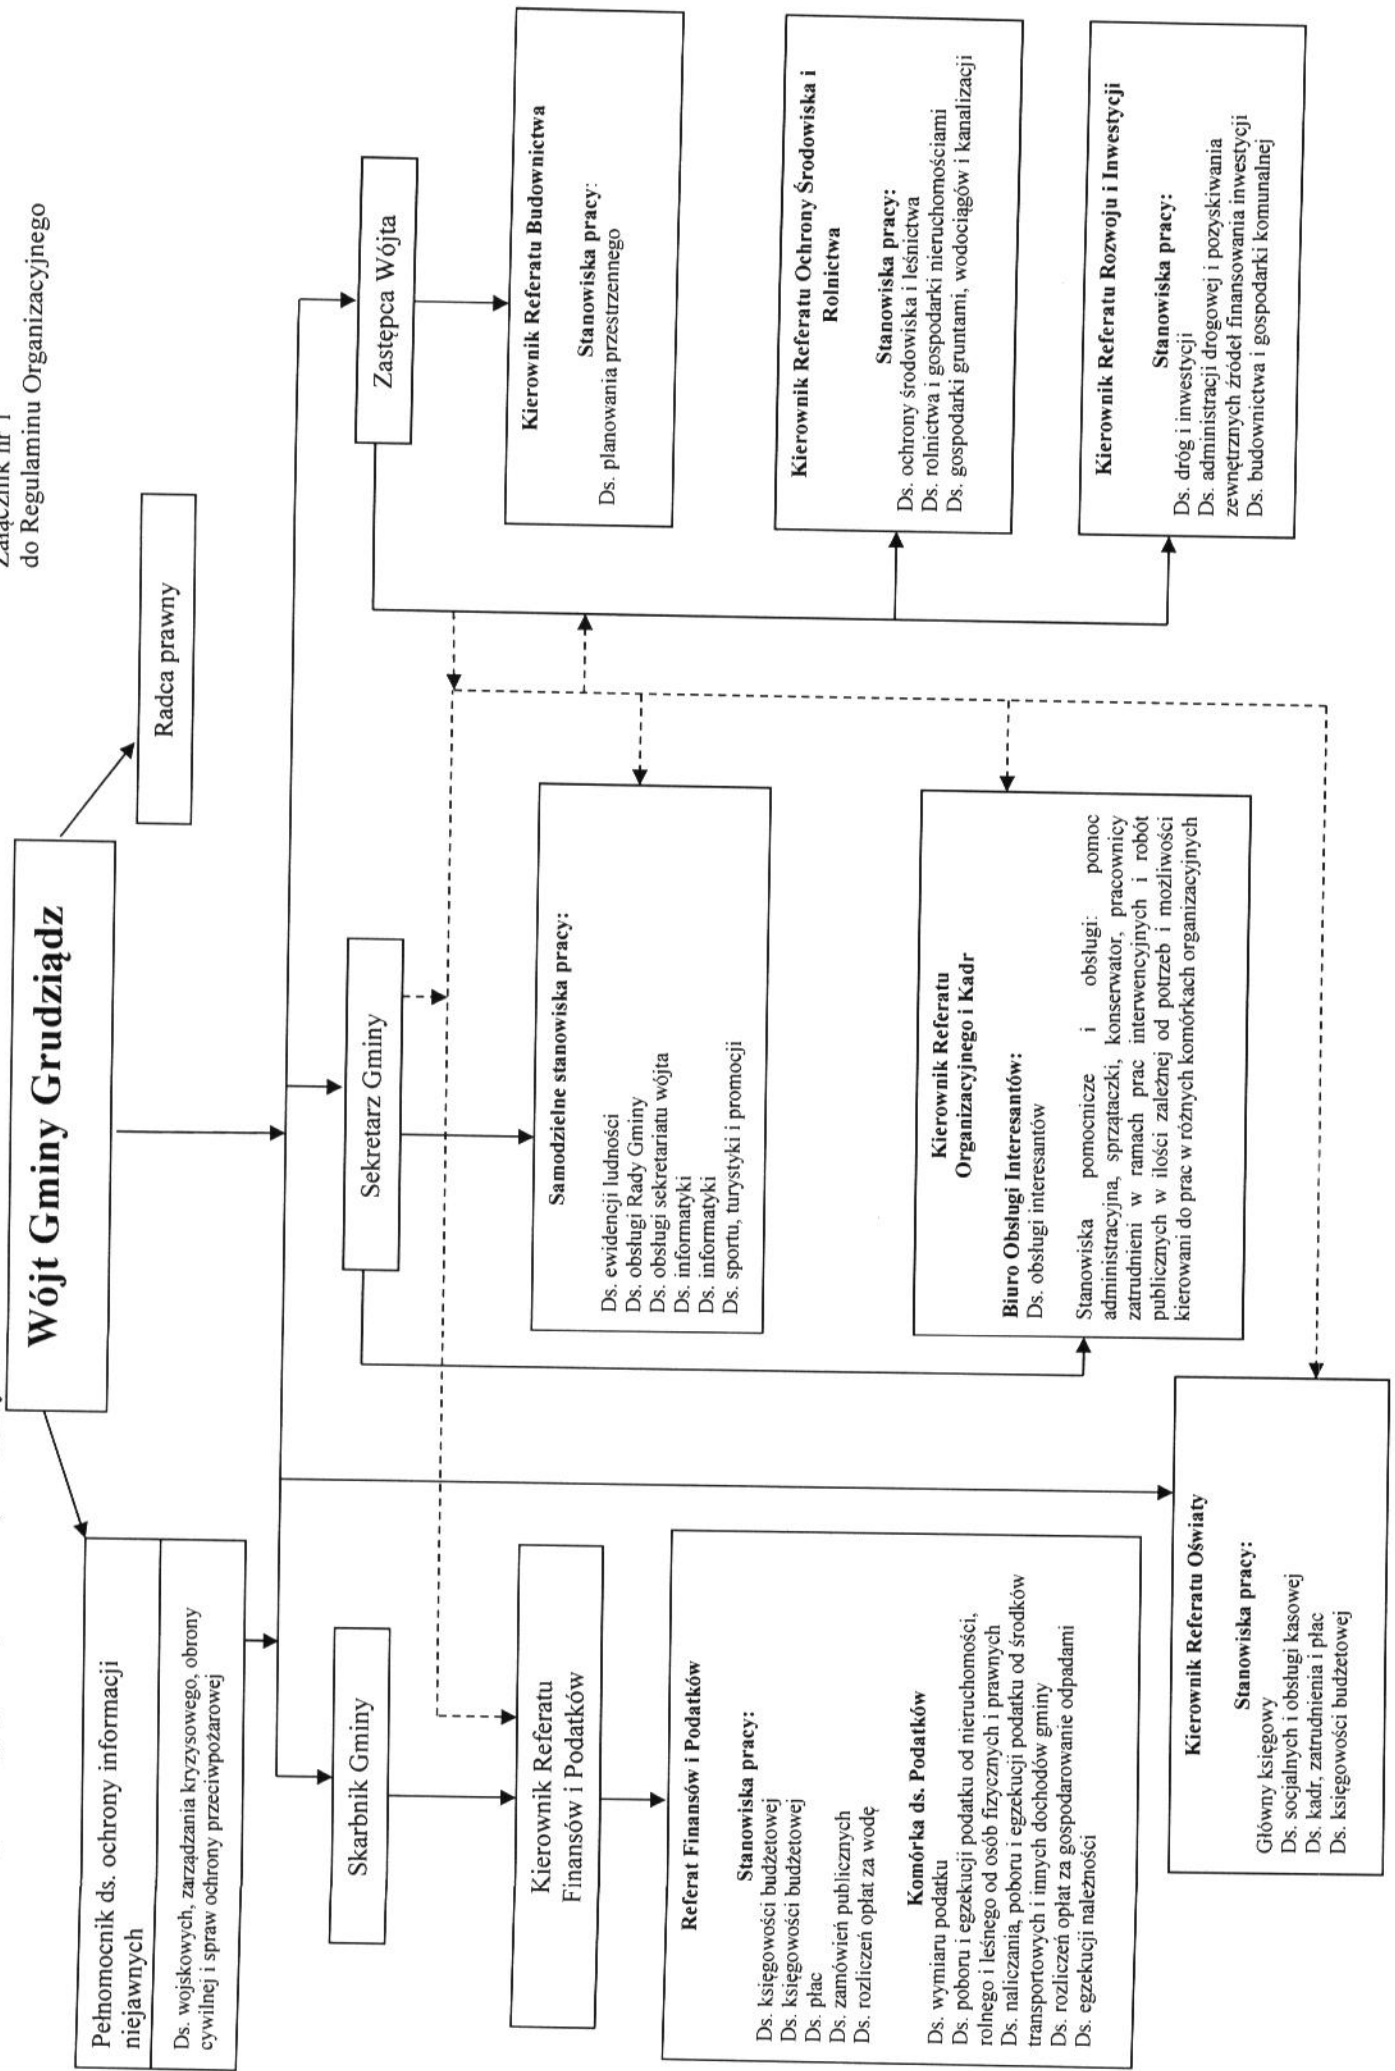 Załącznik nr 1
do Regulaminu Organizacyjnego
Wójt Gminy Grudziądz
Radca prawny
Pełnomocnik ds. ochrony informacji
niejawnych
Ds. wojskowych, zarządzania kryzysowego, obrony
cywilnej i spraw ochrony przeciwpożarowej
Skarbnik Gminy
Sekretarz Gminy
Zastępca Wójta
Kierownik Referatu
Finansów i Podatków
Referat Finansów i Podatków
Stanowiska pracy:
Ds. księgowości budżetowej
Ds. księgowości budżetowej
Ds. płac
Ds. zamówień publicznych
Ds. rozliczeń opłat za wodę
Komórka ds. Podatków
Ds. wymiaru podatku
Ds. poboru i egzekucji podatku od nieruchomości,
rolnego i leśnego od osób fizycznych i prawnych
Ds. naliczania, poboru i egzekucji podatku od środków
transportowych i innych dochodów gminy
Ds. rozliczeń opłat za gospodarowanie odpadami
Ds. egzekucji należności
Kierownik Referatu Oświaty
Stanowiska pracy:
Główny księgowy
Ds. socjalnych i obsługi kasowej
Ds. kadr, zatrudnienia i płac
Ds. księgowości budżetowej
Samodzielne stanowiska pracy:
Ds. ewidencji ludności
Ds. obsługi Rady Gminy
Ds. obsługi sekretariatu wójta
Ds. informatyki
Ds. informatyki
Ds. sportu, turystyki i promocji
Kierownik Referatu
Organizacyjnego i Kadr
Biuro Obsługi Interesantów:
Ds. obsługi interesantów
Stanowiska pomocnicze i obsługi: pomoc
administracyjna, sprzątaczki, konserwator, pracownicy
zatrudnieni w ramach prac interwencyjnych i robót
publicznych w ilości zależnej od potrzeb i możliwości
kierowani do prac w różnych komórkach organizacyjnych
Kierownik Referatu Budownictwa
Stanowiska pracy:
Ds. planowania przestrzennego
Kierownik Referatu Ochrony Środowiska i
Rolnictwa
Stanowiska pracy:
Ds. ochrony środowiska i leśnictwa
Ds. rolnictwa i gospodarki nieruchomościami
Ds. gospodarki gruntami, wodociągów i kanalizacji
Kierownik Referatu Rozwoju i Inwestycji
Stanowiska pracy:
Ds. dróg i inwestycji
Ds. administracji drogowej i pozyskiwania
zewnętrznych źródeł finansowania inwestycji
Ds. budownictwa i gospodarki komunalnej